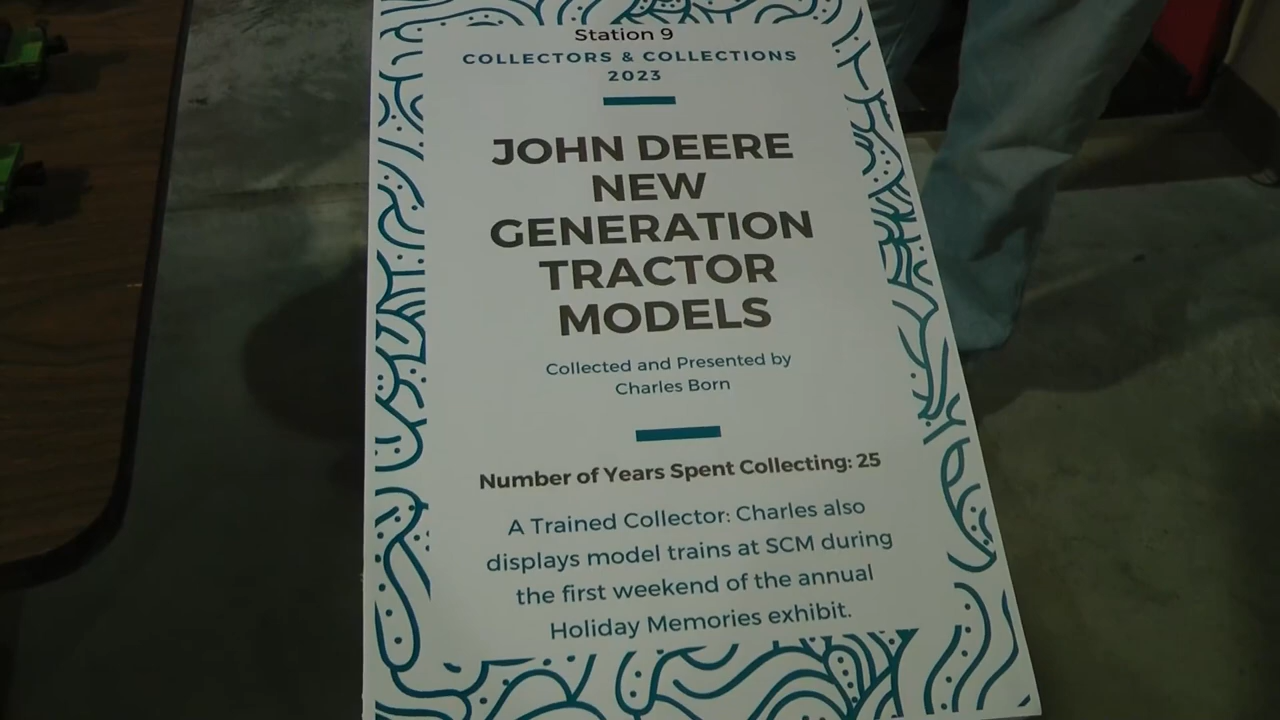 Station 9
COLLECTORS & COLLECTIONS
2023
JOHN DEERE
NEW
GENERATION
TRACTOR
MODELS
Collected and Presented by
Charles Born
Number of Years Spent Collecting: 25
A Trained Collector: Charles also
displays model trains at SCM during
the first weekend of the annual
Holiday Memories exhibit.